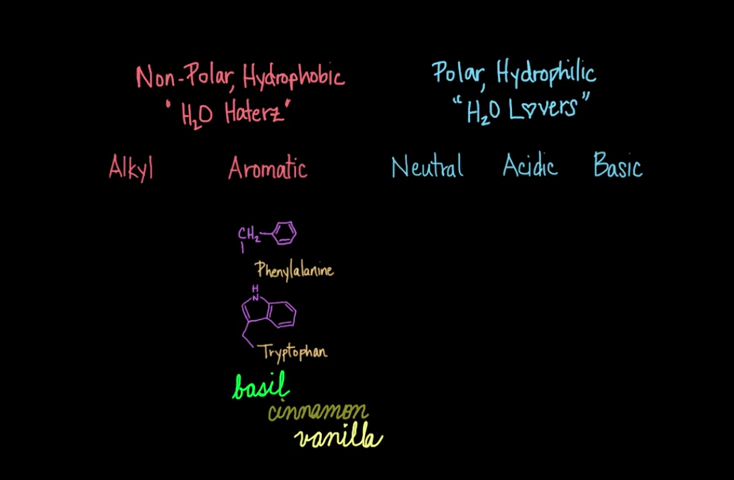 Non-Polar, Hydrophobic
"H₂O Haterz"
Polar, Hydrophilic
"H₂O L♡vers"
Alkyl Aromatic Neutral Acidic Basic
CH₂
Phenylalanine
H
N
Tryptophan
basil
cinnamon
vanilla